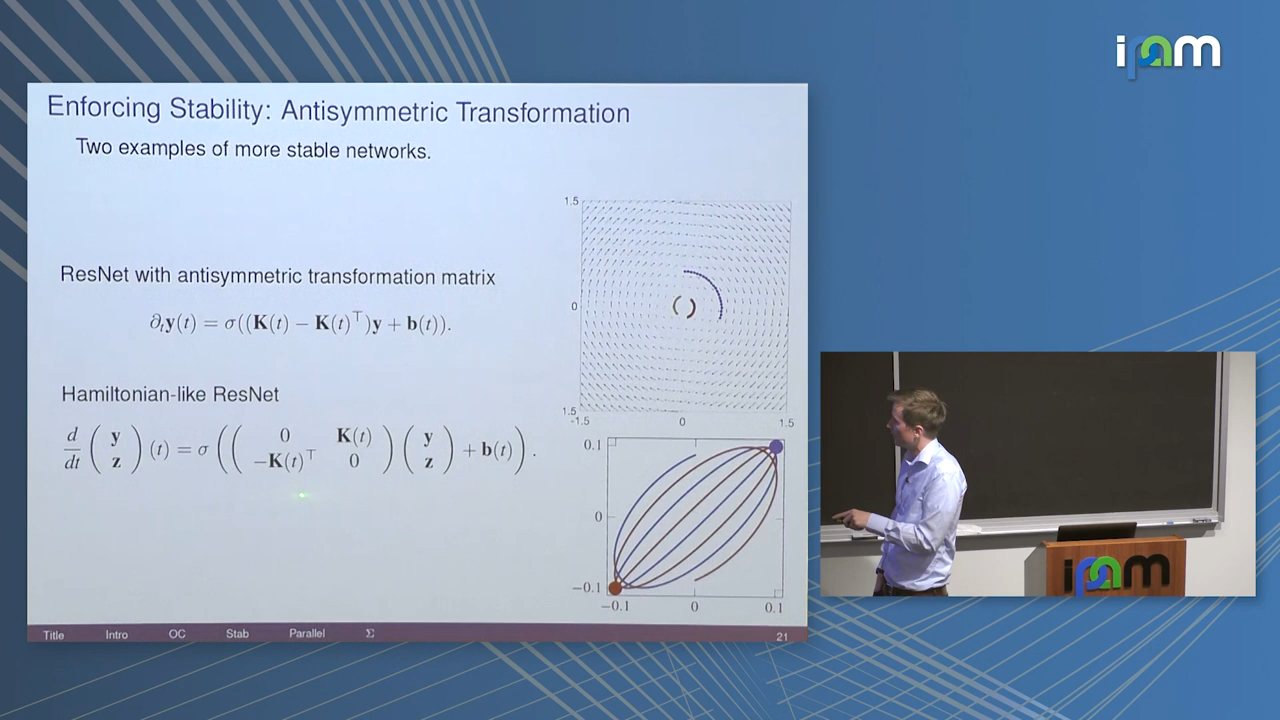 ipam
Enforcing Stability: Antisymmetric Transformation
Two examples of more stable networks.
ResNet with antisymmetric transformation matrix
∂ₜy(t) = σ((K(t) − K(t)ᵀ)y + b(t)).
Hamiltonian-like ResNet
d/dt ( y z ) (t) = σ ( ( 0 K(t) −K(t)ᵀ 0 ) ( y z ) + b(t) ) .
1.5
0
1.5
-1.5 0 1.5
0.1
0
−0.1
−0.1 0 0.1
ipam
Title Intro OC Stab Parallel Σ 21